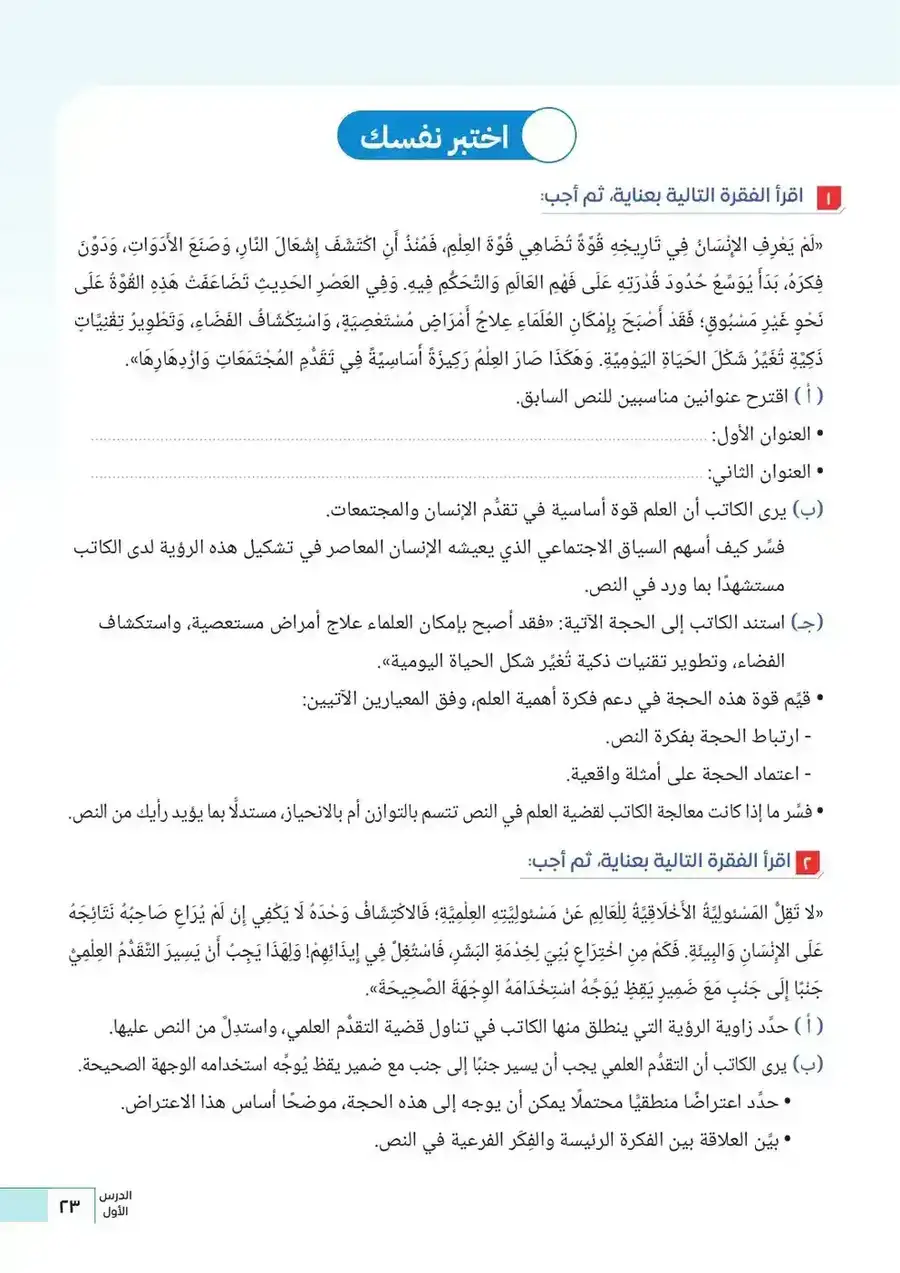 اختبر نفسك
١ اقرأ الفقرة التالية بعناية، ثم أجب:
«لَمْ يَعْرِفِ الإِنْسَانُ فِي تَارِيخِهِ قُوَّةً تُضَاهِي قُوَّةَ العِلْمِ، فَمُنْذُ أَنِ اكْتَشَفَ إِشْعَالَ النَّارِ، وَصَنَعَ الأَدَوَاتِ، وَدَوَّنَ
فِكرَهُ، بَدَأَ يُوَسِّعُ حُدُودَ قُدْرَتِهِ عَلَى فَهْمِ العَالَمِ وَالتَّحَكُّمِ فِيهِ. وَفِي العَصْرِ الحَدِيثِ تَضَاعَفَتْ هَذِهِ القُوَّةُ عَلَى
نَحْوٍ غَيْرِ مَسْبُوقٍ؛ فَقَدْ أَصْبَحَ بِإِمْكَانِ العُلَمَاءِ عِلَاجُ أَمْرَاضٍ مُسْتَعْصِيَةٍ، وَاسْتِكْشَافُ الفَضَاءِ، وَتَطْوِيرُ تِقْنِيَّاتٍ
ذَكِيَّةٍ تُغَيِّرُ شَكْلَ الحَيَاةِ اليَوْمِيَّةِ. وَهَكَذَا صَارَ العِلْمُ رَكِيزَةً أَسَاسِيَّةً فِي تَقَدُّمِ المُجْتَمَعَاتِ وَازْدِهَارِهَا».
( أ ) اقترح عنوانين مناسبين للنص السابق.
• العنوان الأول:
• العنوان الثاني:
(ب) يرى الكاتب أن العلم قوة أساسية في تقدُّم الإنسان والمجتمعات.
فسِّر كيف أسهم السياق الاجتماعي الذي يعيشه الإنسان المعاصر في تشكيل هذه الرؤية لدى الكاتب
مستشهدًا بما ورد في النص.
(جـ) استند الكاتب إلى الحجة الآتية: «فقد أصبح بإمكان العلماء علاج أمراض مستعصية، واستكشاف
الفضاء، وتطوير تقنيات ذكية تُغيِّر شكل الحياة اليومية».
• قيِّم قوة هذه الحجة في دعم فكرة أهمية العلم، وفق المعيارين الآتيين:
- ارتباط الحجة بفكرة النص.
- اعتماد الحجة على أمثلة واقعية.
• فسِّر ما إذا كانت معالجة الكاتب لقضية العلم في النص تتسم بالتوازن أم بالانحياز، مستدلًّا بما يؤيد رأيك من النص.
٢ اقرأ الفقرة التالية بعناية، ثم أجب:
«لا تَقِلُّ المَسْئولِيَّةُ الأَخْلَاقِيَّةُ لِلْعَالِمِ عَنْ مَسْئولِيَّتِهِ العِلْمِيَّةِ؛ فَالاكْتِشَافُ وَحْدَهُ لَا يَكْفِي إِنْ لَمْ يُرَاعِ صَاحِبُهُ نَتَائِجَهُ
عَلَى الإِنْسَانِ وَالبِيئَةِ. فَكَمْ مِنِ اخْتِرَاعٍ بُنِيَ لِخِدْمَةِ البَشَرِ، فَاسْتُغِلَّ فِي إِيذَائِهِمْ! وَلِهَذَا يَجِبُ أَنْ يَسِيرَ التَّقَدُّمُ العِلْمِيُّ
جَنْبًا إِلَى جَنْبٍ مَعَ ضَمِيرٍ يَقِظٍ يُوَجِّهُ اسْتِخْدَامَهُ الوِجْهَةَ الصَّحِيحَةَ».
( أ ) حدِّد زاوية الرؤية التي ينطلق منها الكاتب في تناول قضية التقدُّم العلمي، واستدِلَّ من النص عليها.
(ب) يرى الكاتب أن التقدُّم العلمي يجب أن يسير جنبًا إلى جنب مع ضمير يقظ يُوجِّه استخدامه الوجهة الصحيحة.
• حدِّد اعتراضًا منطقيًّا محتملًا يمكن أن يوجه إلى هذه الحجة، موضحًا أساس هذا الاعتراض.
• بيِّن العلاقة بين الفكرة الرئيسة والفِكَر الفرعية في النص.
الدرس
الأول
٢٣